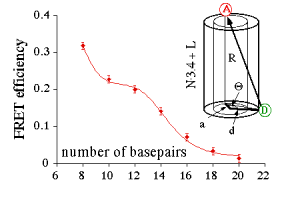 0.4
0.3
0.2
0.1
0
FRET efficiency
number of basepairs
6 8 10 12 14 16 18 20 22
A
R
N3.4 + L
Θ
a
d
D